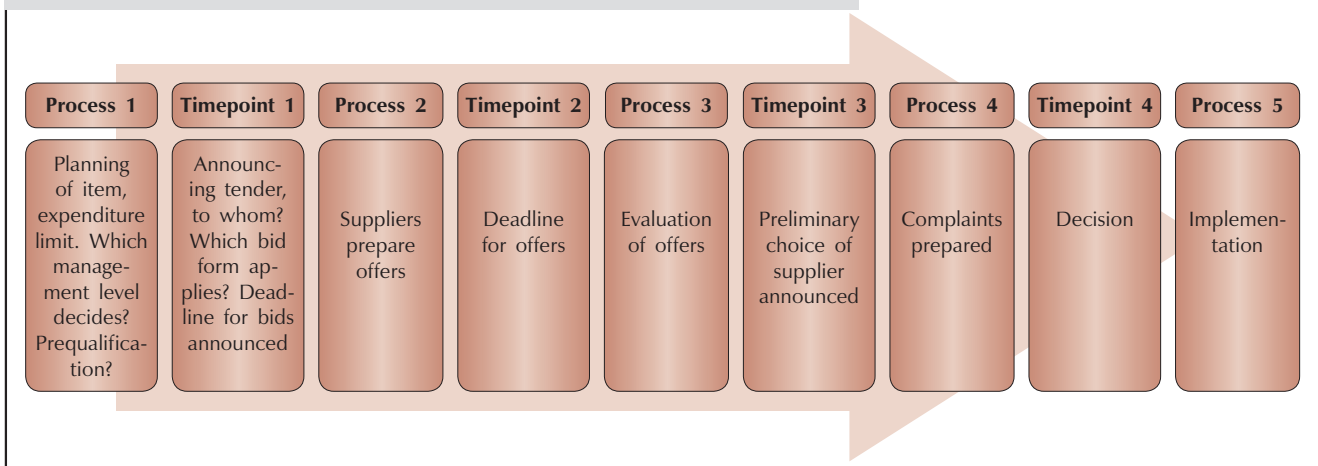 Process 1
Timepoint 1
Process 2
Timepoint 2
Process 3
Timepoint 3
Process 4
Timepoint 4
Process 5
Planning
of item,
expenditure
limit. Which
manage-
ment level
decides?
Prequalifica-
tion?
Announc-
ing tender,
to whom?
Which bid
form ap-
plies? Dead-
line for bids
announced
Suppliers
prepare
offers
Deadline
for offers
Evaluation
of offers
Preliminary
choice of
supplier
announced
Complaints
prepared
Decision
Implemen-
tation